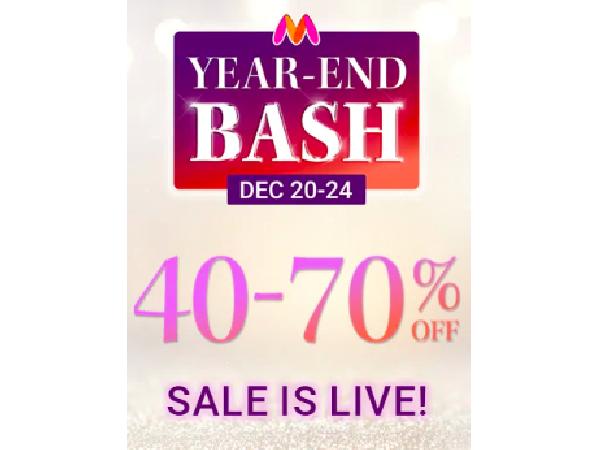 YEAR-END
BASH
DEC 20-24
40-70%
OFF
SALE IS LIVE!